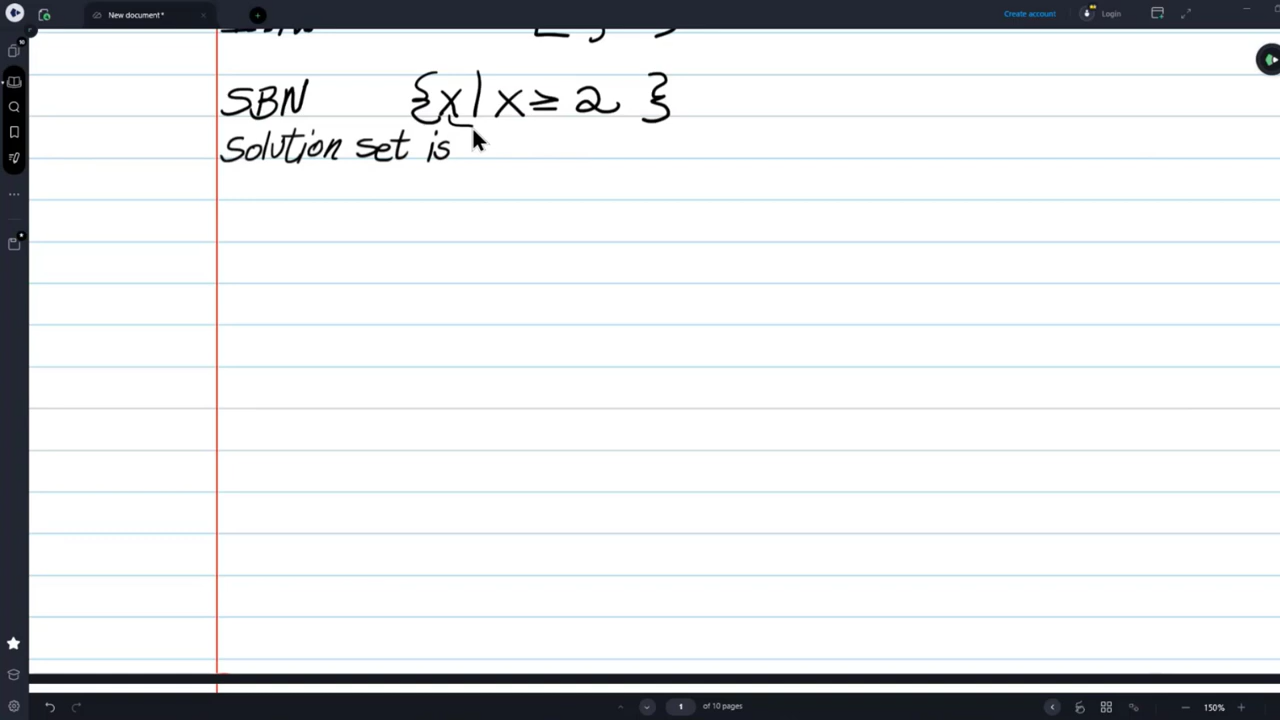 New document*
Create account
Login
SBN {x| x ≥ 2 }
Solution set is
1 of 10 pages
150%